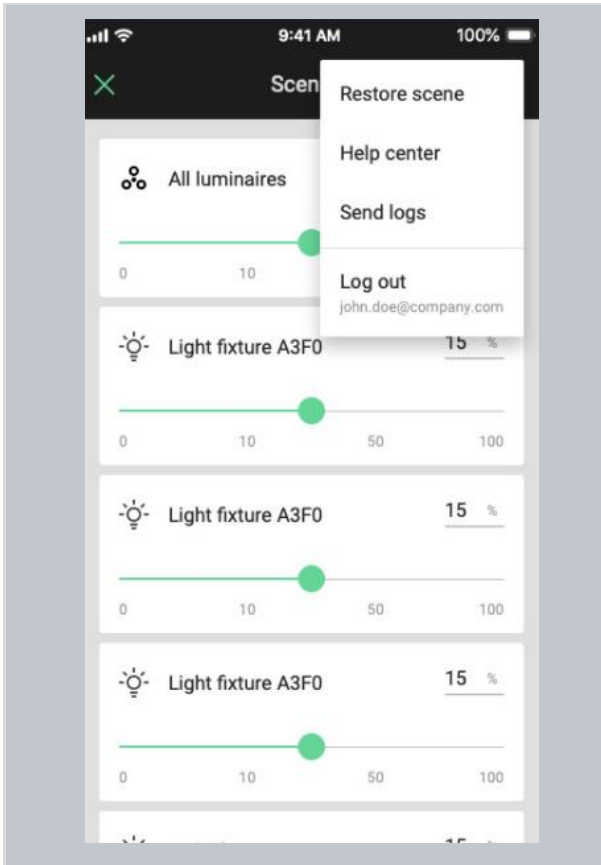 9:41 AM 100%
Scen
Restore scene
Help center
Send logs
Log out
john.doe@company.com
All luminaires
0 10
Light fixture A3F0 15 %
0 10 50 100
Light fixture A3F0 15 %
0 10 50 100
Light fixture A3F0 15 %
0 10 50 100